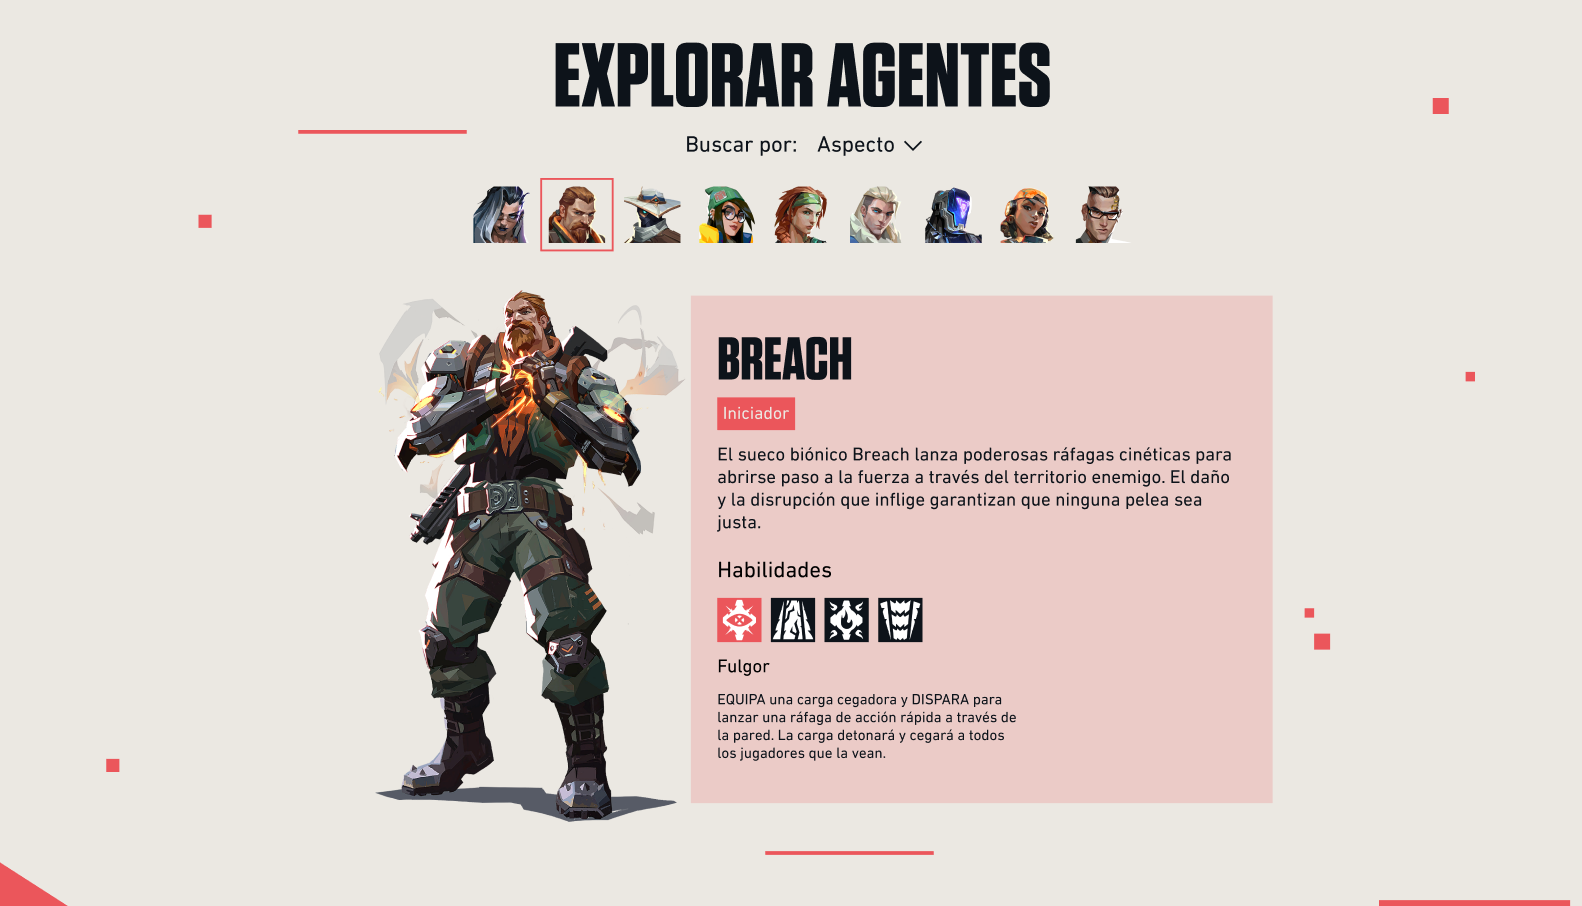 EXPLORAR AGENTES
Buscar por: Aspecto
BREACH
Iniciador
El sueco biónico Breach lanza poderosas ráfagas cinéticas para
abrirse paso a la fuerza a través del territorio enemigo. El daño
y la disrupción que inflige garantizan que ninguna pelea sea
justa.
Habilidades
Fulgor
EQUIPA una carga cegadora y DISPARA para
lanzar una ráfaga de acción rápida a través de
la pared. La carga detonará y cegará a todos
los jugadores que la vean.